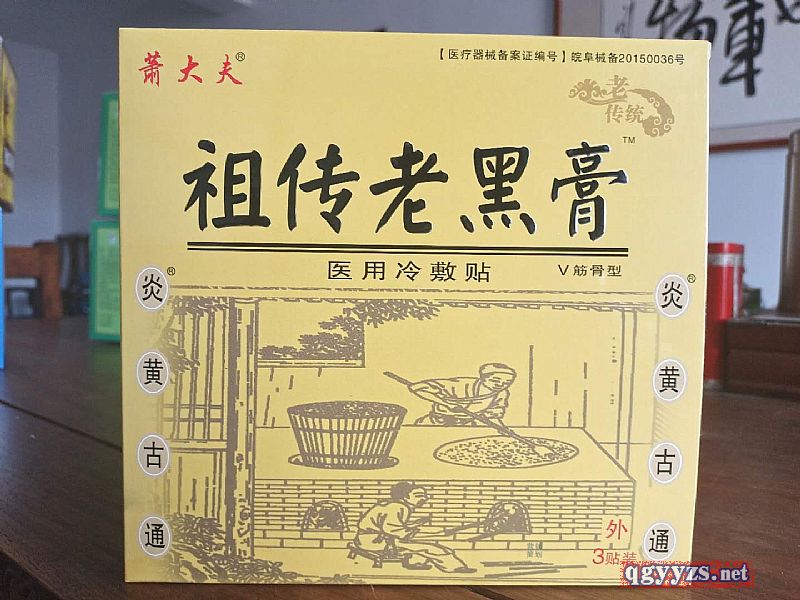 萧大夫®
【医疗器械备案证编号】皖阜械备20150036号
老
传统
TM
祖传老黑膏
医用冷敷贴
V筋骨型
炎®
黄
古
通
炎®
黄
古
通
外
3贴装
qgyyzs.net